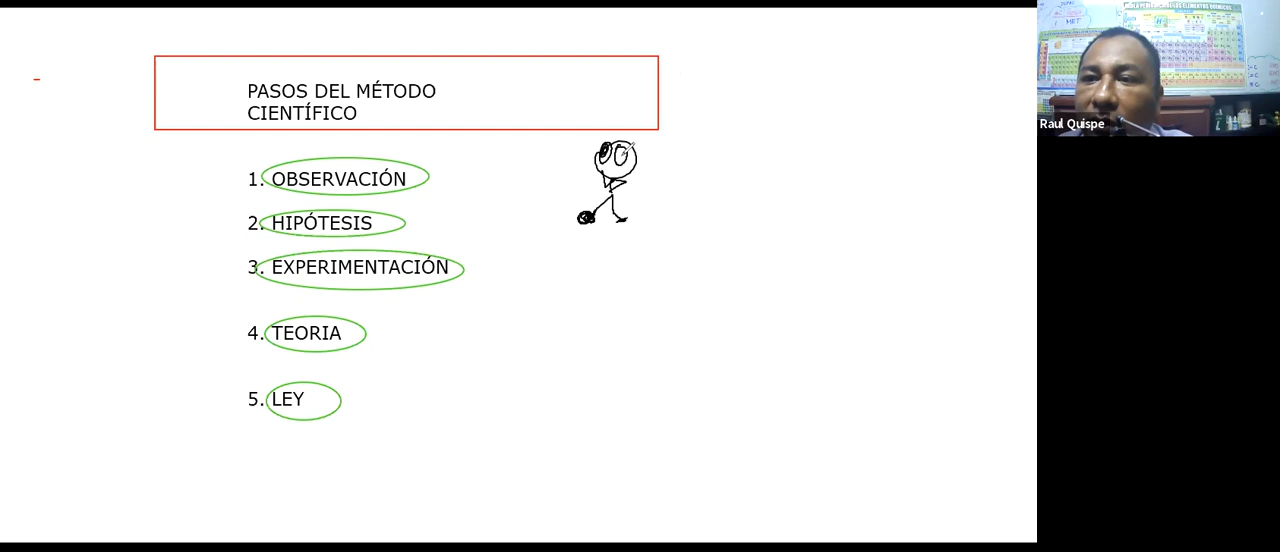 PASOS DEL MÉTODO
CIENTÍFICO
1. OBSERVACIÓN
2. HIPÓTESIS
3. EXPERIMENTACIÓN
4. TEORIA
5. LEY
Raul Quispe